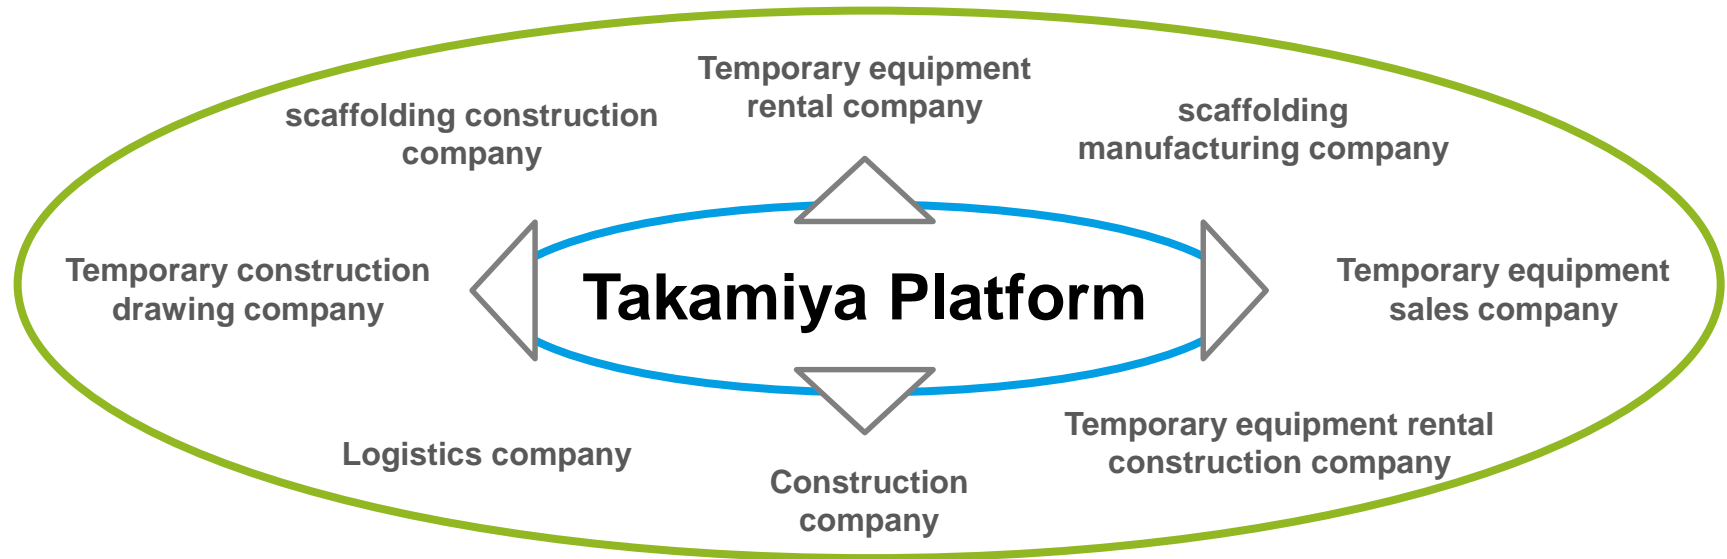 Temporary equipment
rental company
scaffolding construction
company
scaffolding
manufacturing company
Temporary construction
drawing company
Takamiya Platform
Temporary equipment
sales company
Logistics company
Construction
company
Temporary equipment rental
construction company